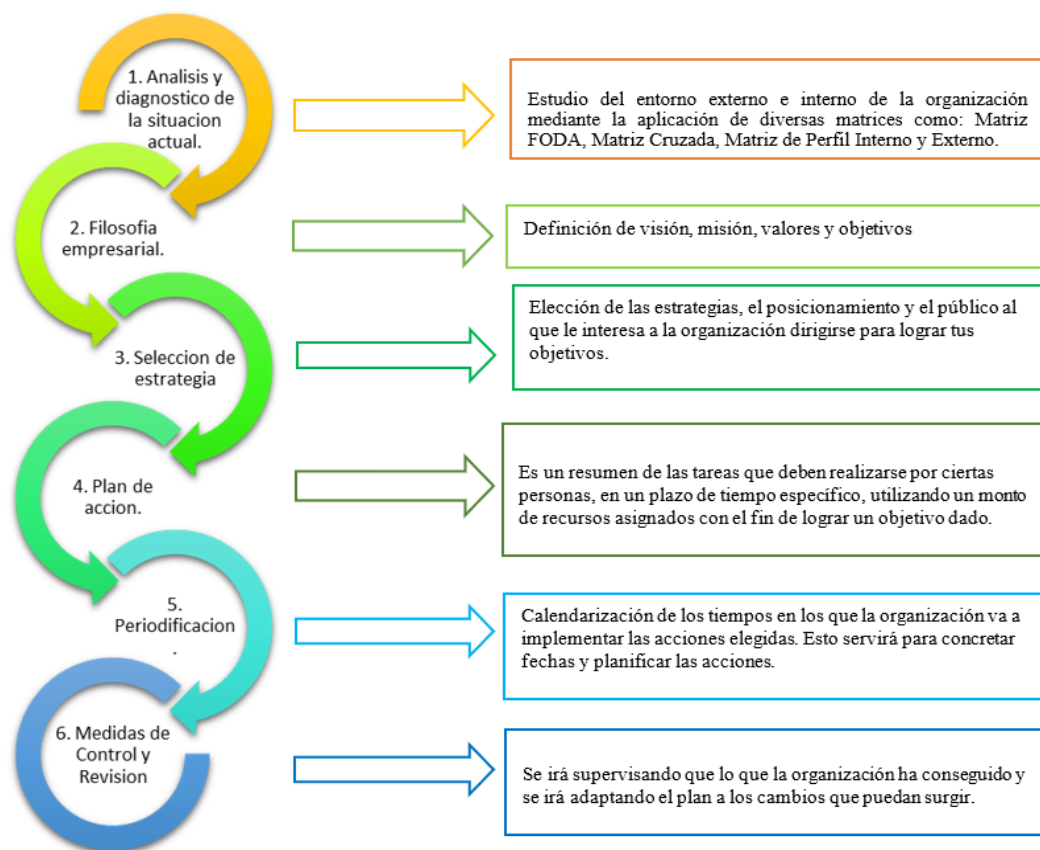 1. Analisis y
diagnostico de
la situacion
actual.
Estudio del entorno externo e interno de la organización
mediante la aplicación de diversas matrices como: Matriz
FODA, Matriz Cruzada, Matriz de Perfil Interno y Externo.
2. Filosofia
empresarial.
Definición de visión, misión, valores y objetivos
3. Seleccion de
estrategia
Elección de las estrategias, el posicionamiento y el público al
que le interesa a la organización dirigirse para lograr tus
objetivos.
4. Plan de
accion.
Es un resumen de las tareas que deben realizarse por ciertas
personas, en un plazo de tiempo específico, utilizando un monto
de recursos asignados con el fin de lograr un objetivo dado.
5.
Periodificacion
.
Calendarización de los tiempos en los que la organización va a
implementar las acciones elegidas. Esto servirá para concretar
fechas y planificar las acciones.
6. Medidas de
Control y
Revision
Se irá supervisando que lo que la organización ha conseguido y
se irá adaptando el plan a los cambios que puedan surgir.